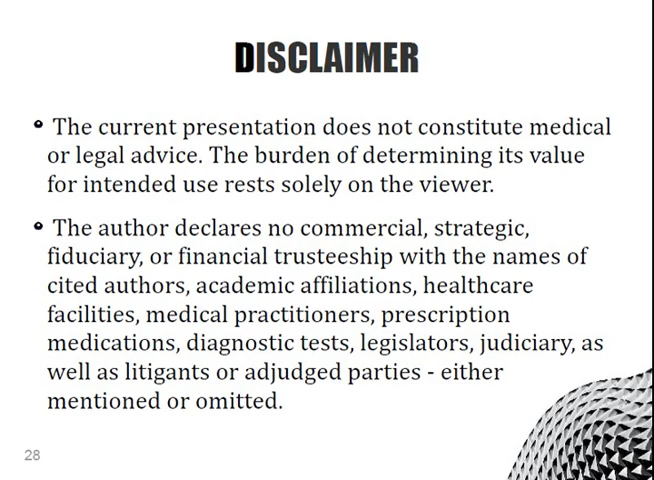 DISCLAIMER
The current presentation does not constitute medical
or legal advice. The burden of determining its value
for intended use rests solely on the viewer.
The author declares no commercial, strategic,
fiduciary, or financial trusteeship with the names of
cited authors, academic affiliations, healthcare
facilities, medical practitioners, prescription
medications, diagnostic tests, legislators, judiciary, as
well as litigants or adjudged parties - either
mentioned or omitted.
28